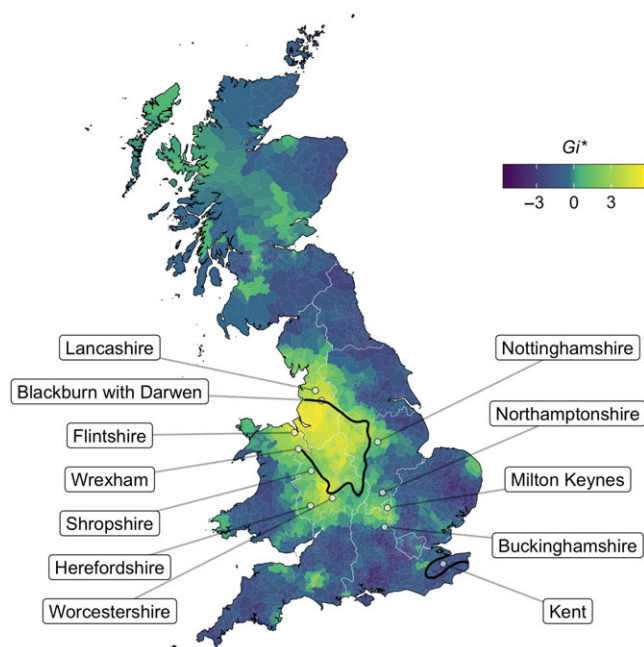 Gi*
−3 0 3
Lancashire
Blackburn with Darwen
Flintshire
Wrexham
Shropshire
Herefordshire
Worcestershire
Nottinghamshire
Northamptonshire
Milton Keynes
Buckinghamshire
Kent